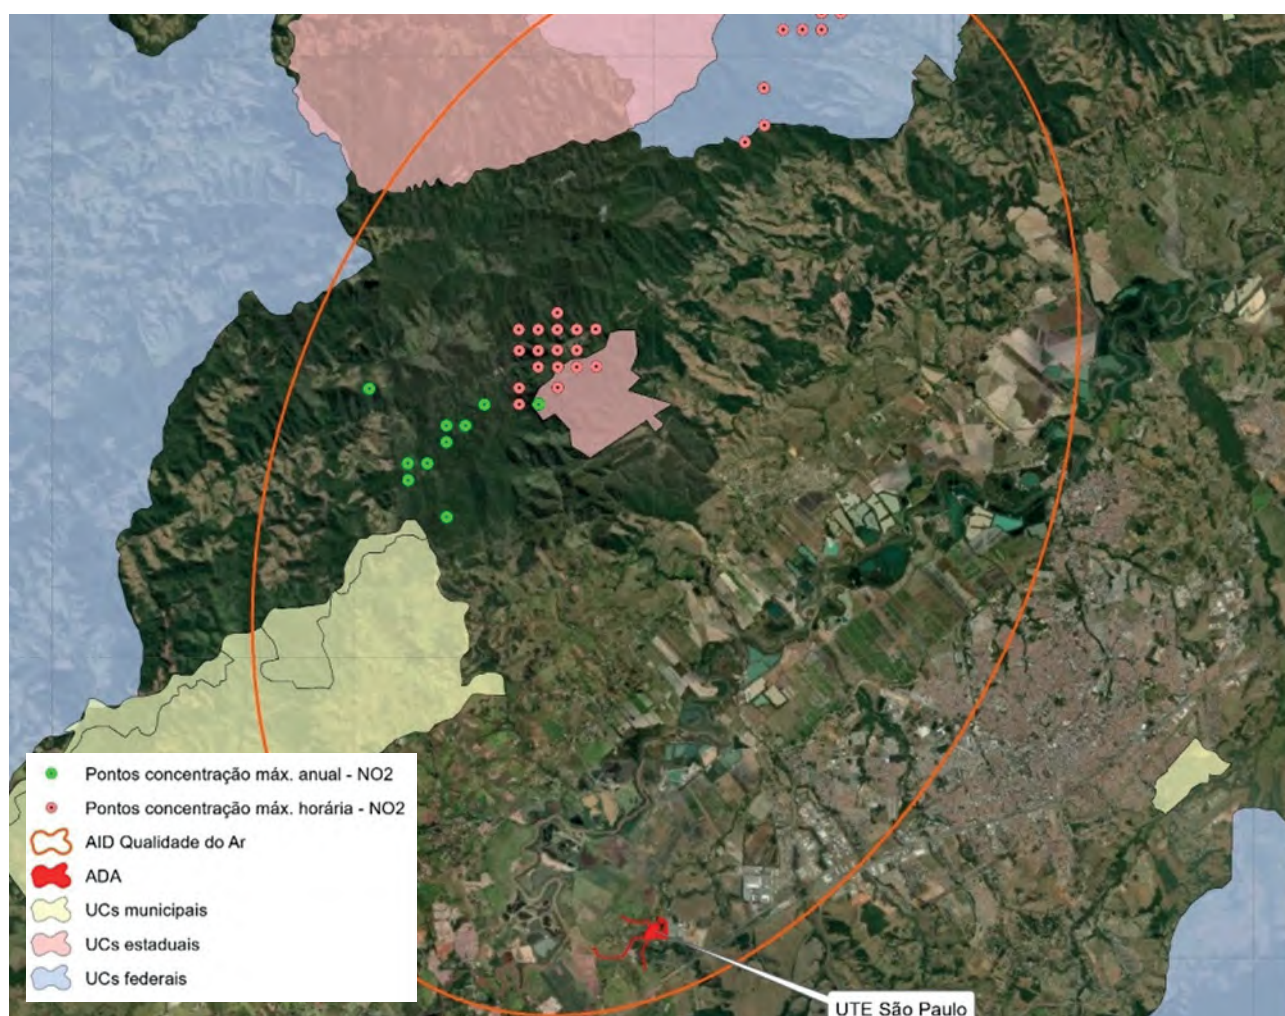 Pontos concentração máx. anual - NO2
Pontos concentração máx. horária - NO2
AID Qualidade do Ar
ADA
UCs municipais
UCs estaduais
UCs federais
UTE São Paulo